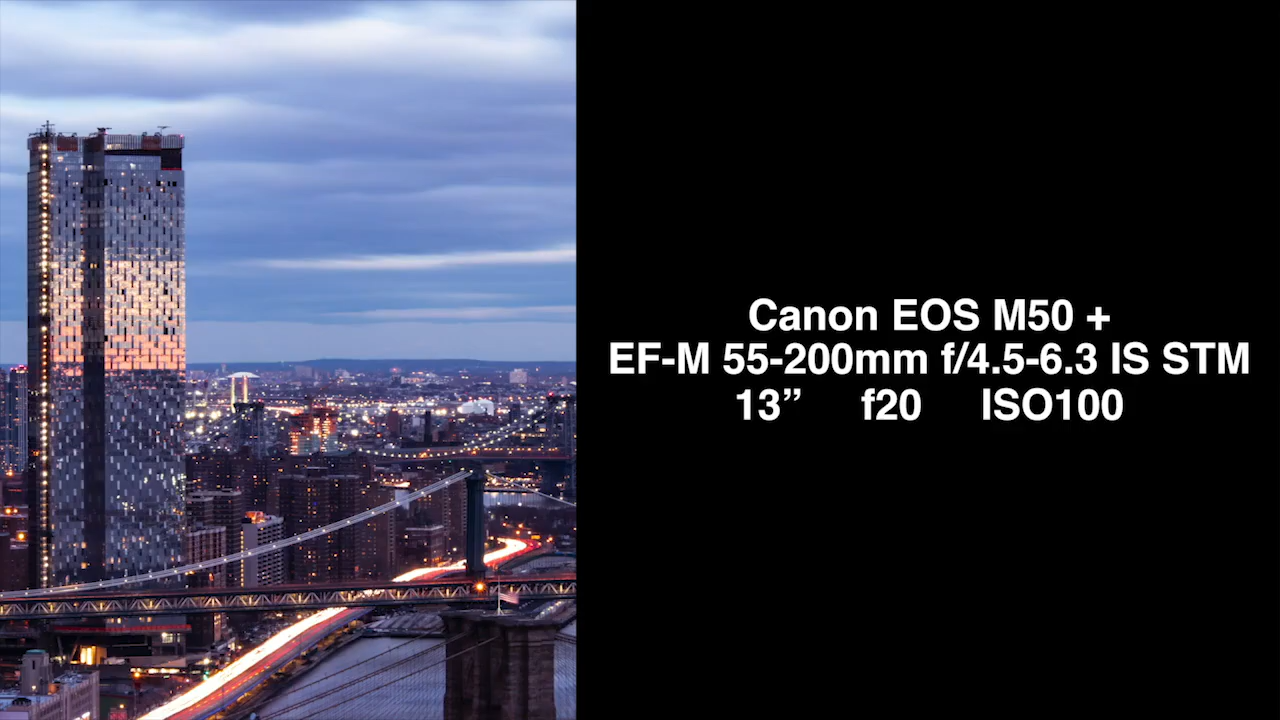 Canon EOS M50 +
EF-M 55-200mm f/4.5-6.3 IS STM
13” f20 ISO100